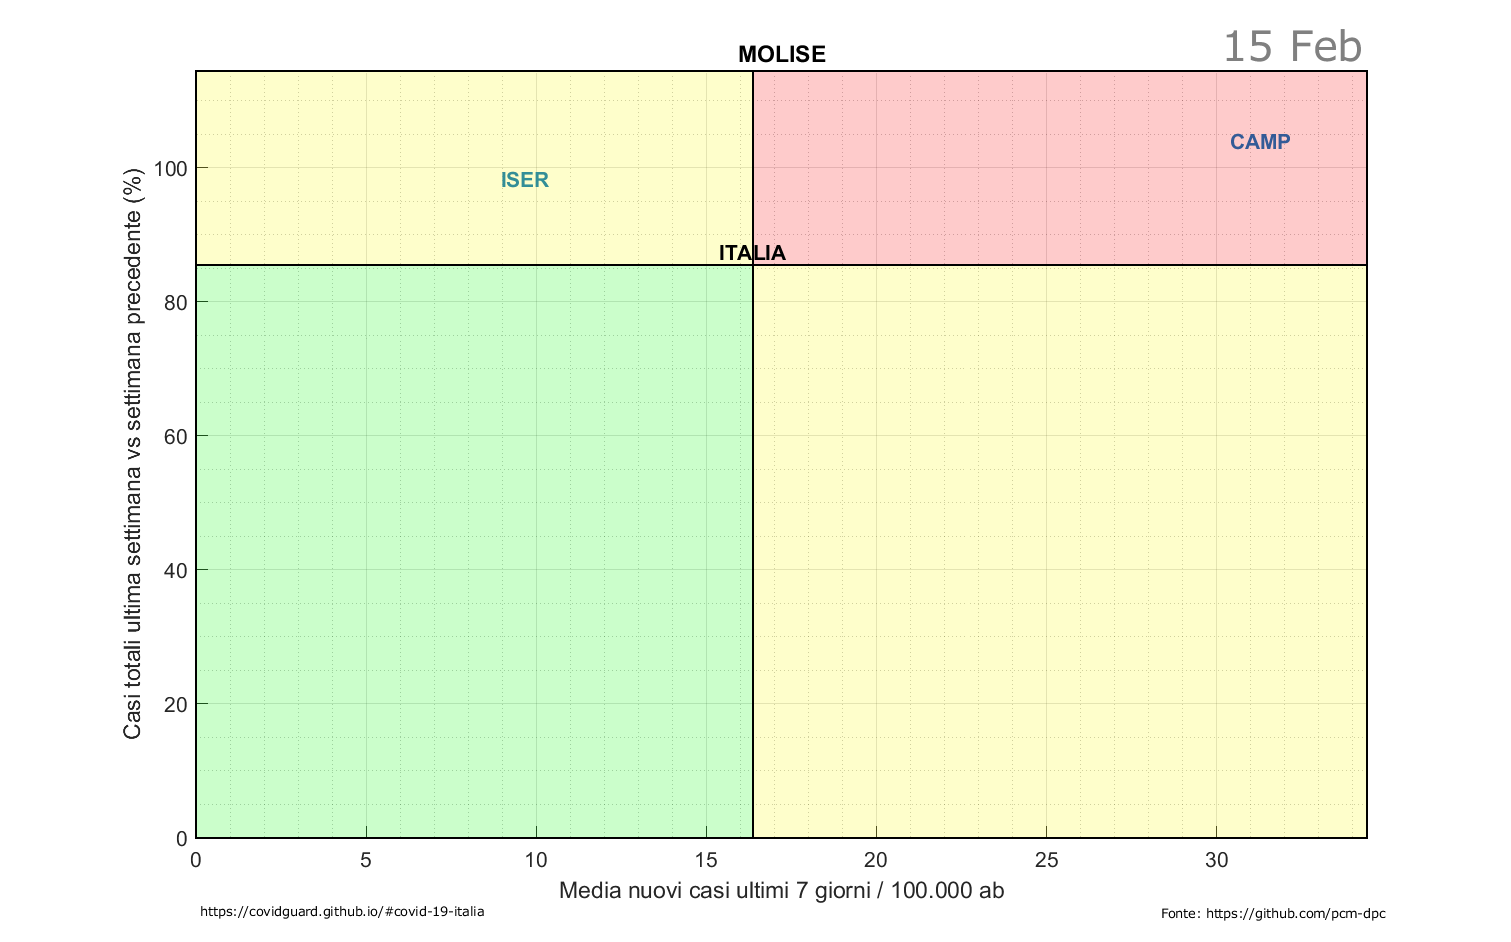 15 Feb
MOLISE
CAMP
ISER
ITALIA
Casi totali ultima settimana vs settimana precedente (%)
100
80
60
40
20
0
0 5 10 15 20 25 30
Media nuovi casi ultimi 7 giorni / 100.000 ab
https://covidguard.github.io/#covid-19-italia
Fonte: https://github.com/pcm-dpc